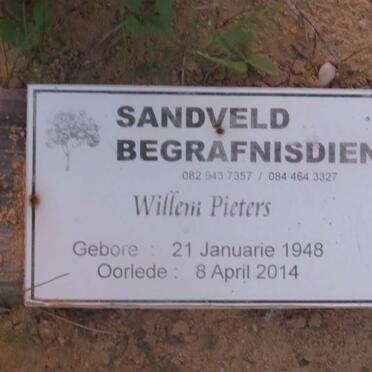 SANDVELD
BEGRAFNISDIEN
082 943 7357 / 084 464 3327
Willem Pieters
Gebore : 21 Januarie 1948
Oorlede : 8 April 2014